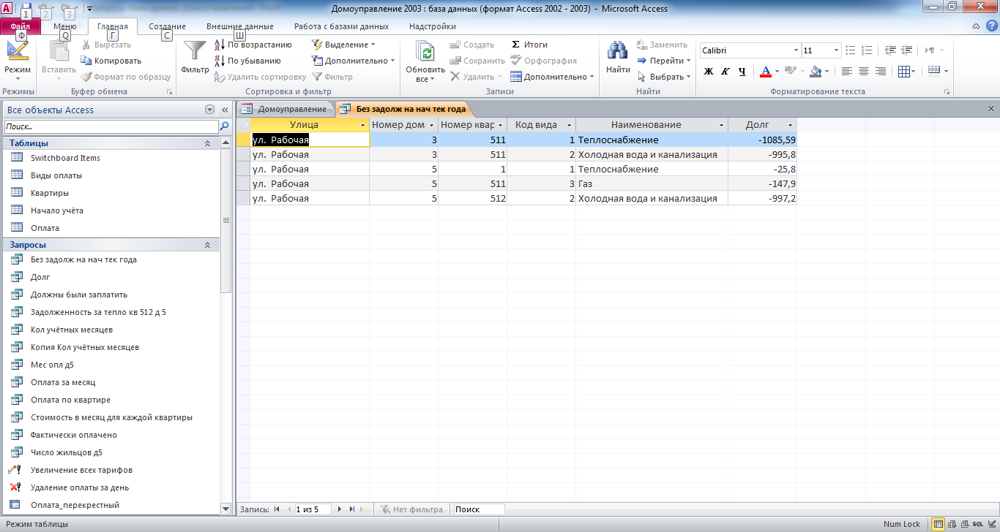 Домоуправление 2003 : база данных (формат Access 2002 - 2003) - Microsoft Access
1 2 3
Файл Меню Главная Создание Внешние данные Работа с базами данных Надстройки
Ф Q Г С Ш
Режим
Режимы
Вставить
Вырезать
Копировать
Формат по образцу
Буфер обмена
Фильтр
По возрастанию
По убыванию
Удалить сортировку
Выделение
Дополнительно
Фильтр
Сортировка и фильтр
Обновить все
Создать
Сохранить
Удалить
Итоги
Орфография
Дополнительно
Записи
Найти
Заменить
Перейти
Выбрать
Найти
Calibri 11
Ж К Ч
Форматирование текста
Все объекты Access
Поиск...
Таблицы
Switchboard Items
Виды оплаты
Квартиры
Начало учёта
Оплата
Запросы
Без задолж на нач тек года
Долг
Должны были заплатить
Задолженность за тепло кв 512 д 5
Кол учётных месяцев
Копия Кол учётных месяцев
Мес опл д5
Оплата за месяц
Оплата по квартире
Стоимость в месяц для каждой квартиры
Фактически оплачено
Число жильцов д5
Увеличение всех тарифов
Удаление оплаты за день
Оплата_перекрестный
Домоуправление Без задолж на нач тек года
Улица Номер дом Номер квар Код вида Наименование Долг
ул. Рабочая 3 511 1 Теплоснабжение -1085,59
ул. Рабочая 3 511 2 Холодная вода и канализация -995,8
ул. Рабочая 5 1 1 Теплоснабжение -25,8
ул. Рабочая 5 511 3 Газ -147,9
ул. Рабочая 5 512 2 Холодная вода и канализация -997,2
Запись: 1 из 5 Нет фильтра Поиск
Режим таблицы Num Lock SQL